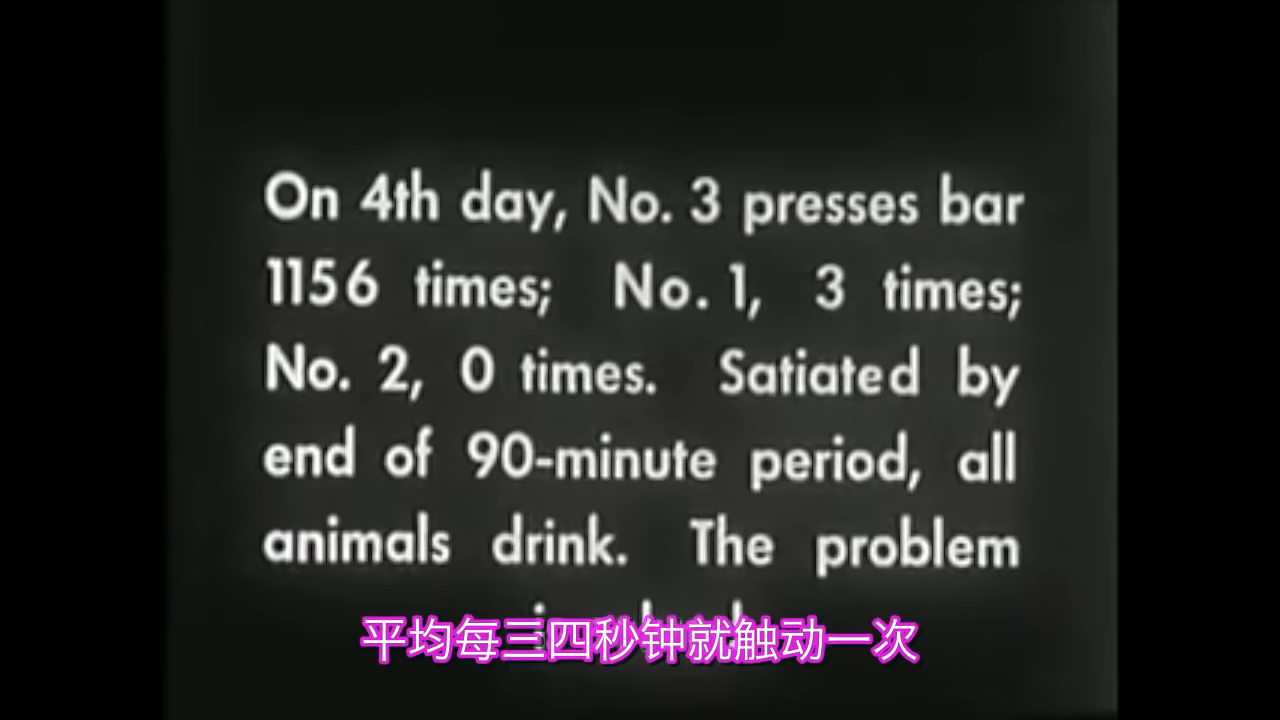 On 4th day, No. 3 presses bar
1156 times; No. 1, 3 times;
No. 2, 0 times. Satiated by
end of 90-minute period, all
animals drink. The problem
平均每三四秒钟就触动一次